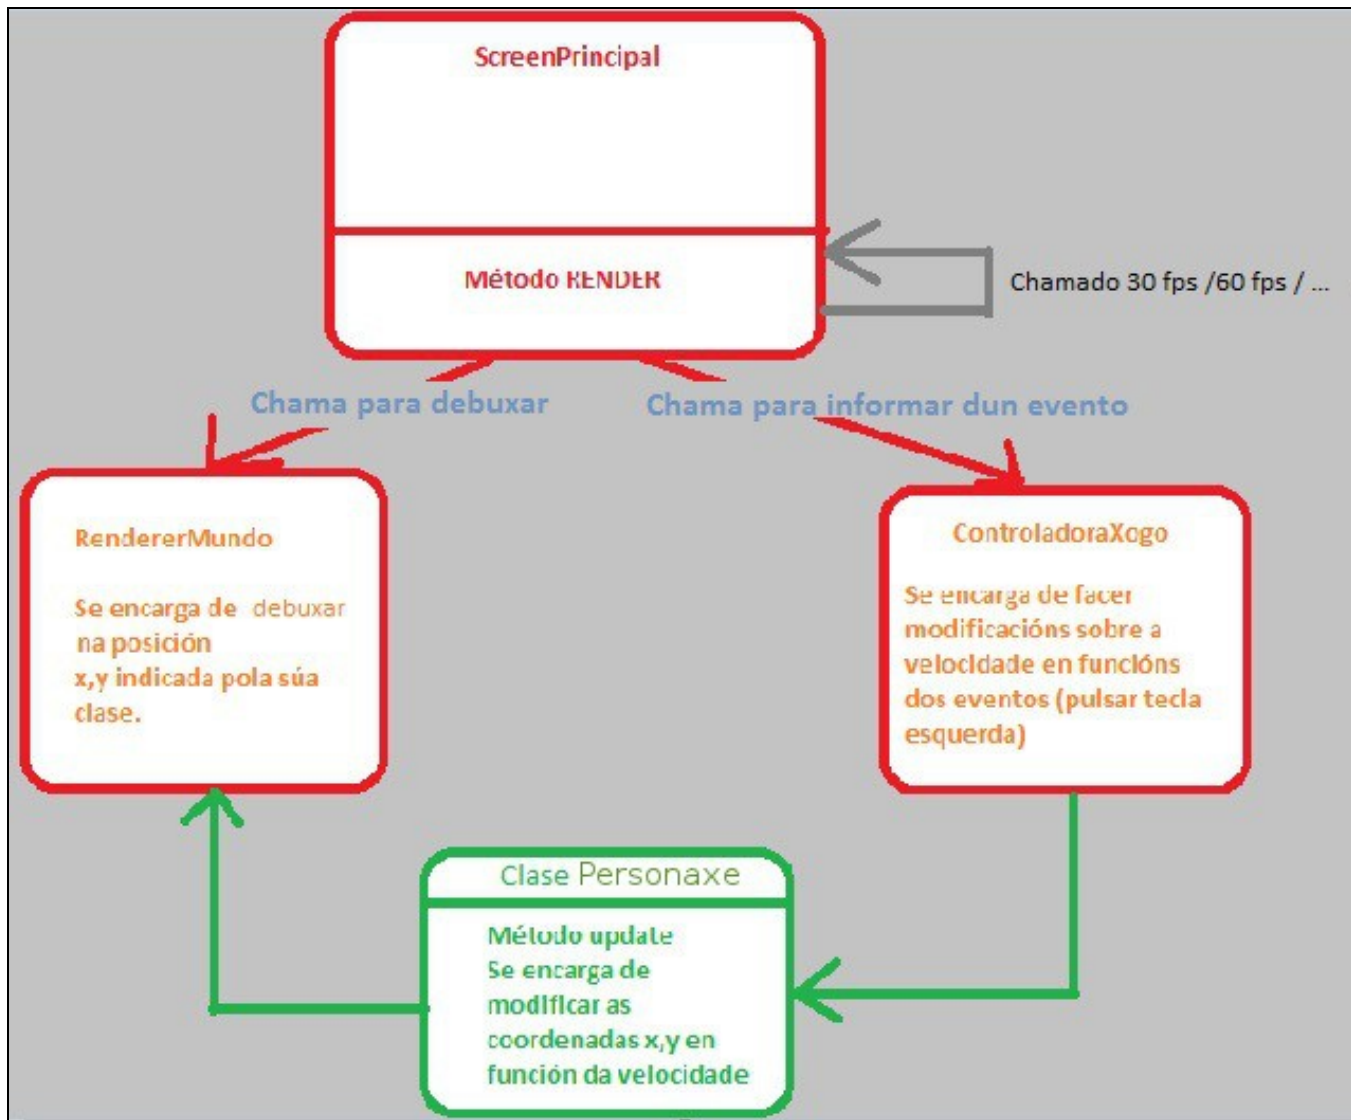 ScreenPrincipal
Método RENDER
Chamado 30 fps /60 fps / ...
Chama para debuxar
Chama para informar dun evento
RendererMundo
Se encarga de debuxar
na posición
x,y indicada pola súa
clase.
ControladoraXogo
Se encarga de facer
modificacións sobre a
velocidade en funcións
dos eventos (pulsar tecla
esquerda)
Clase Personaxe
Método update
Se encarga de
modificar as
coordenadas x,y en
función da velocidade